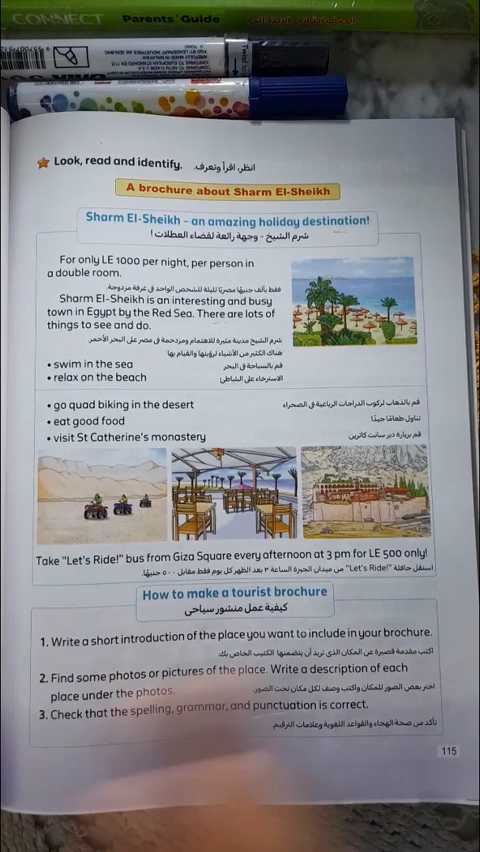 CONNECT Parents' Guide
Look, read and identify. انظر، اقرأ وتعرف.
A brochure about Sharm El-Sheikh
Sharm El-Sheikh – an amazing holiday destination!
شرم الشيخ - وجهة رائعة لقضاء العطلات !
For only LE 1000 per night, per person in
a double room.
فقط بألف جنيهًا مصريًا لليلة للشخص الواحد في غرفة مزدوجة.
Sharm El-Sheikh is an interesting and busy
town in Egypt by the Red Sea. There are lots of
things to see and do.
شرم الشيخ مدينة مثيرة للاهتمام ومزدحمة في مصر على البحر الأحمر
هناك الكثير من الأشياء لرؤيتها والقيام بها
• swim in the sea قم بالسباحة في البحر
• relax on the beach الاسترخاء على الشاطئ
• go quad biking in the desert قم بالذهاب لركوب الدراجات الرباعية في الصحراء
• eat good food تناول طعامًا جيدًا
• visit St Catherine's monastery قم بزيارة دير سانت كاترين
Take "Let's Ride!" bus from Giza Square every afternoon at 3 pm for LE 500 only!
استقل حافلة "Let's Ride!" من ميدان الجيزة الساعة ٣ بعد الظهر كل يوم فقط مقابل ٥٠٠ جنيهًا.
How to make a tourist brochure
كيفية عمل منشور سياحى
1. Write a short introduction of the place you want to include in your brochure.
اكتب مقدمة قصيرة عن المكان الذى تريد أن يتضمنها الكتيب الخاص بك.
2. Find some photos or pictures of the place. Write a description of each
place under the photos. اختر بعض الصور للمكان واكتب وصف لكل مكان تحت الصور.
3. Check that the spelling, grammar, and punctuation is correct.
تأكد من صحة الهجاء والقواعد اللغوية وعلامات الترقيم.
115